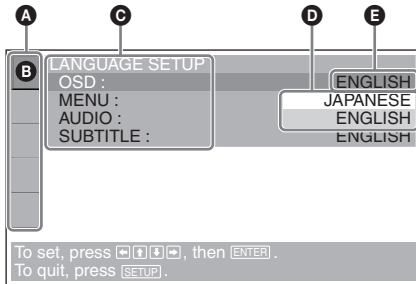 A C D E
B
LANGUAGE SETUP
OSD : ENGLISH
MENU : JAPANESE
AUDIO : ENGLISH
SUBTITLE : ENGLISH
To set, press ←↑↓→, then ENTER.
To quit, press SETUP.